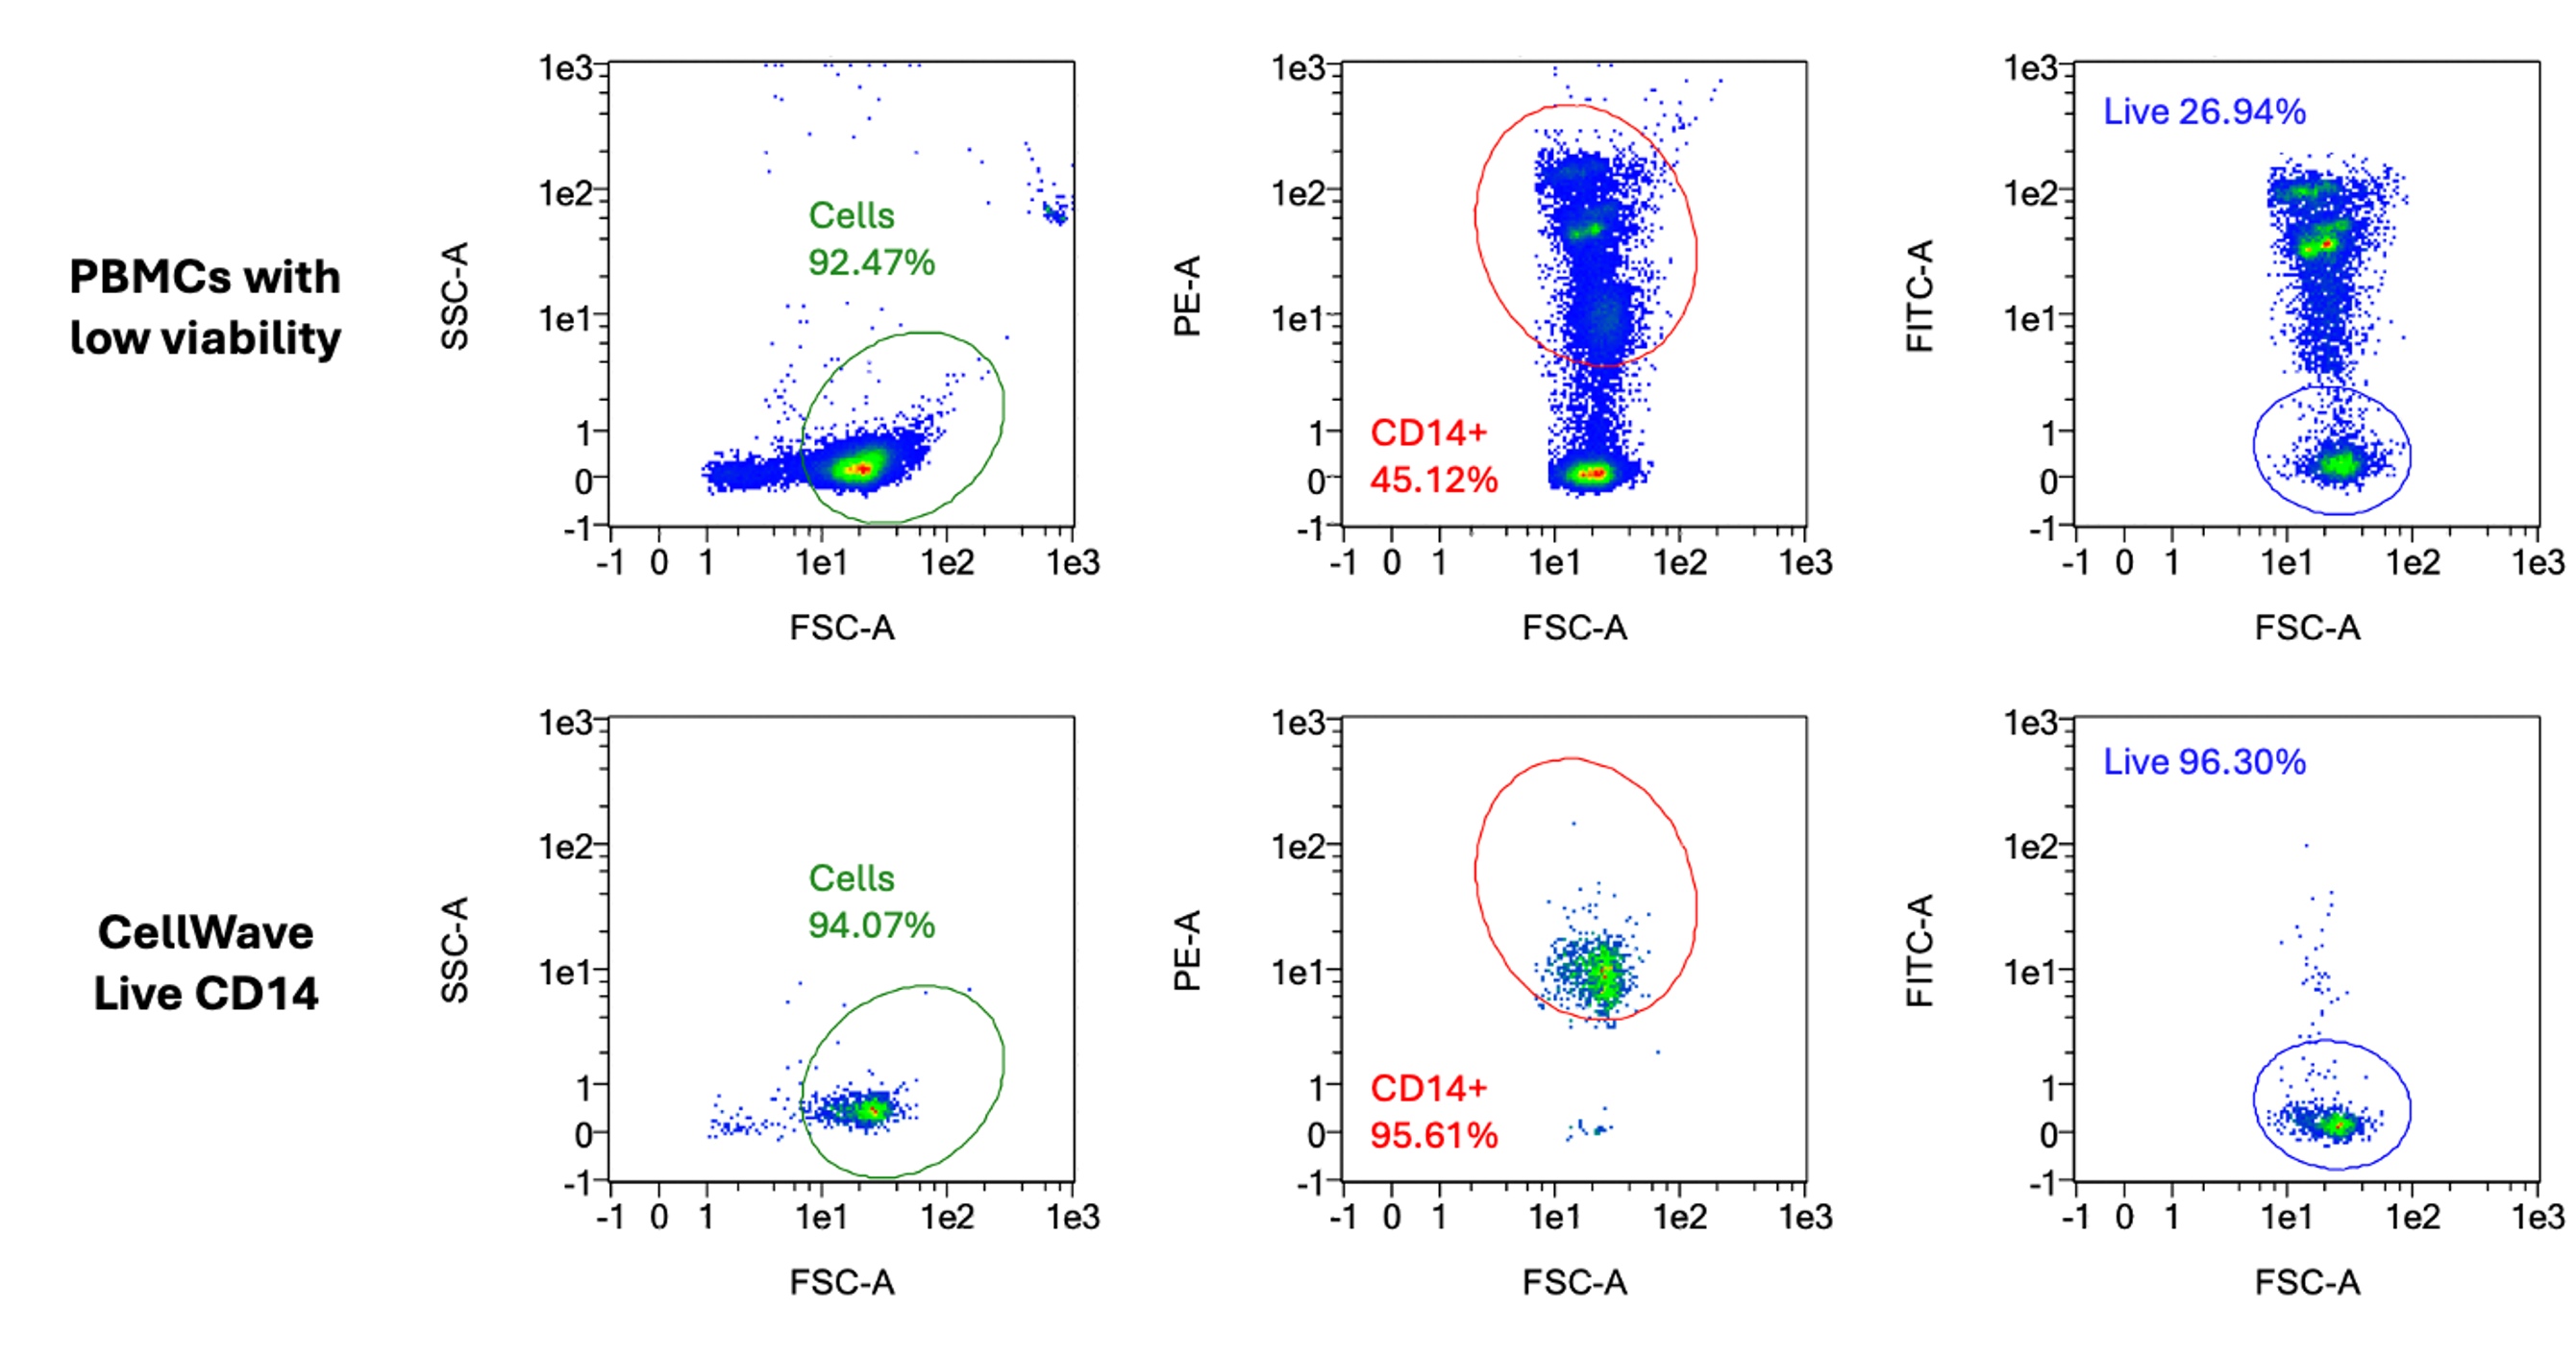 PBMCs with
low viability
SSC-A
1e3
1e2
1e1
1
0
-1
Cells
92.47%
-1 0 1 1e1 1e2 1e3
FSC-A
PE-A
1e3
1e2
1e1
1
0
-1
CD14+
45.12%
-1 0 1 1e1 1e2 1e3
FSC-A
FITC-A
1e3
1e2
1e1
1
0
-1
Live 26.94%
-1 0 1 1e1 1e2 1e3
FSC-A
CellWave
Live CD14
SSC-A
1e3
1e2
1e1
1
0
-1
Cells
94.07%
-1 0 1 1e1 1e2 1e3
FSC-A
PE-A
1e3
1e2
1e1
1
0
-1
CD14+
95.61%
-1 0 1 1e1 1e2 1e3
FSC-A
FITC-A
1e3
1e2
1e1
1
0
-1
Live 96.30%
-1 0 1 1e1 1e2 1e3
FSC-A